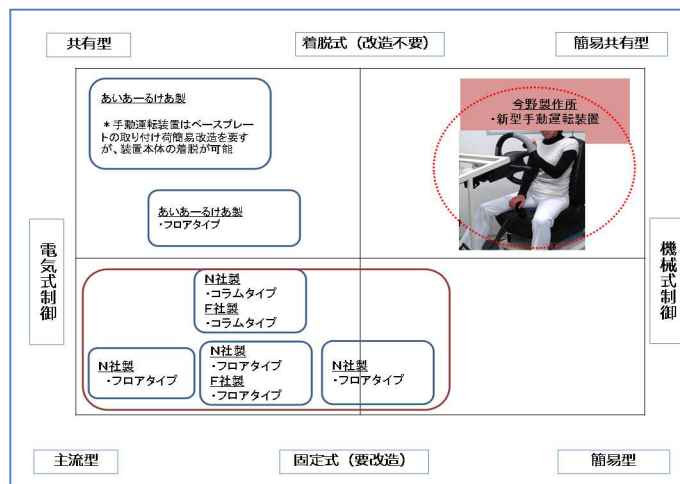 共有型
着脱式（改造不要）
簡易共有型
あいあーるけあ製
＊手動運転装置はベースプレー
トの取り付け荷簡易改造を要す
が、装置本体の着脱が可能
今野製作所
・新型手動運転装置
あいあーるけあ製
・フロアタイプ
電気式制御
機械式制御
N社製
・コラムタイプ
F社製
・コラムタイプ
N社製
・フロアタイプ
N社製
・フロアタイプ
F社製
・フロアタイプ
N社製
・フロアタイプ
主流型
固定式（要改造）
簡易型